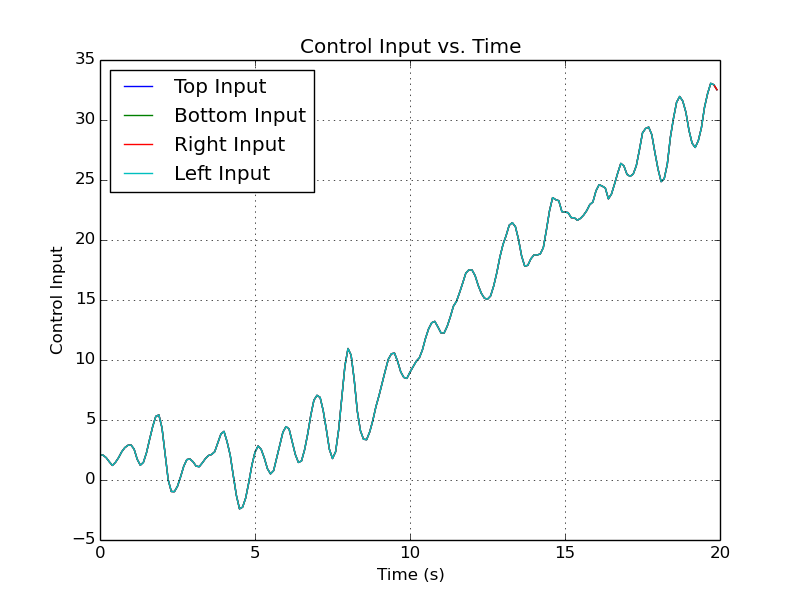 Control Input vs. Time
Top Input
Bottom Input
Right Input
Left Input
35
30
25
20
15
10
5
0
−5
Control Input
0 5 10 15 20
Time (s)